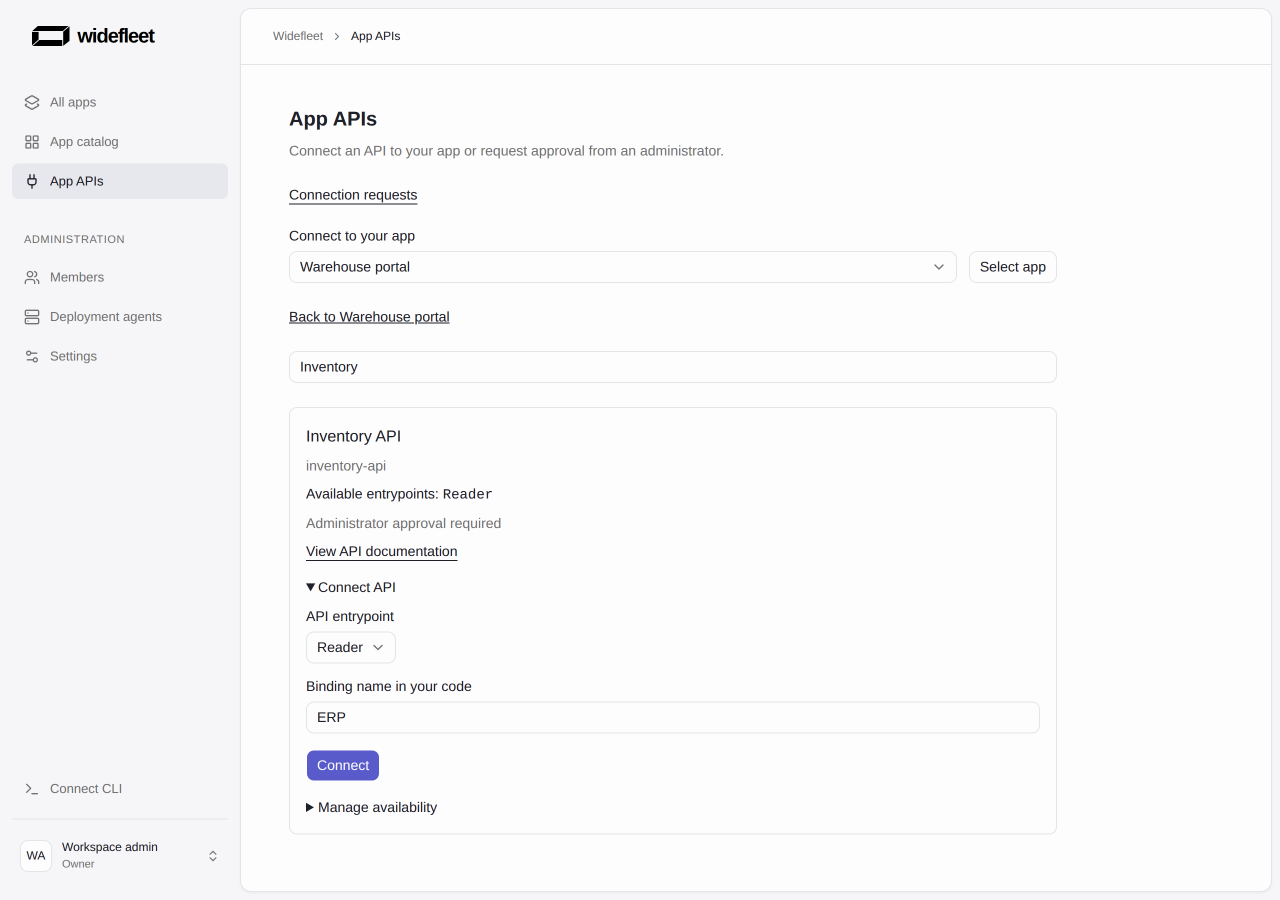 widefleet
All apps
App catalog
App APIs
ADMINISTRATION
Members
Deployment agents
Settings
Connect CLI
WA
Workspace admin
Owner
Widefleet > App APIs
App APIs
Connect an API to your app or request approval from an administrator.
Connection requests
Connect to your app
Warehouse portal
Select app
Back to Warehouse portal
Inventory
Inventory API
inventory-api
Available entrypoints: Reader
Administrator approval required
View API documentation
Connect API
API entrypoint
Reader
Binding name in your code
ERP
Connect
Manage availability